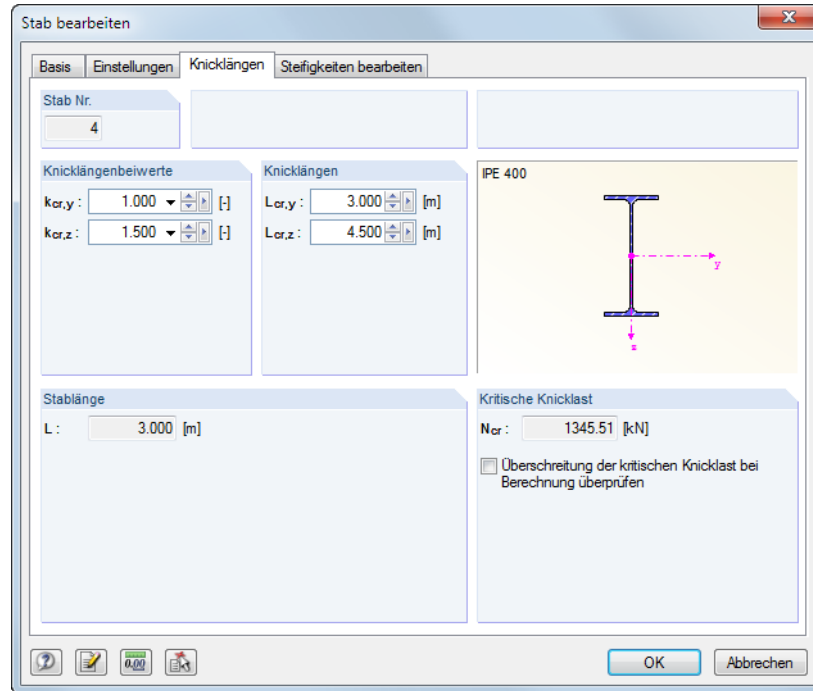 Stab bearbeiten
x
Basis Einstellungen Knicklängen Steifigkeiten bearbeiten
Stab Nr.
4
Knicklängenbeiwerte
kcr,y : 1.000 [-]
kcr,z : 1.500 [-]
Knicklängen
Lcr,y : 3.000 [m]
Lcr,z : 4.500 [m]
IPE 400
y
z
Stablänge
L : 3.000 [m]
Kritische Knicklast
Ncr : 1345.51 [kN]
Überschreitung der kritischen Knicklast bei
Berechnung überprüfen
? 0.00 OK Abbrechen